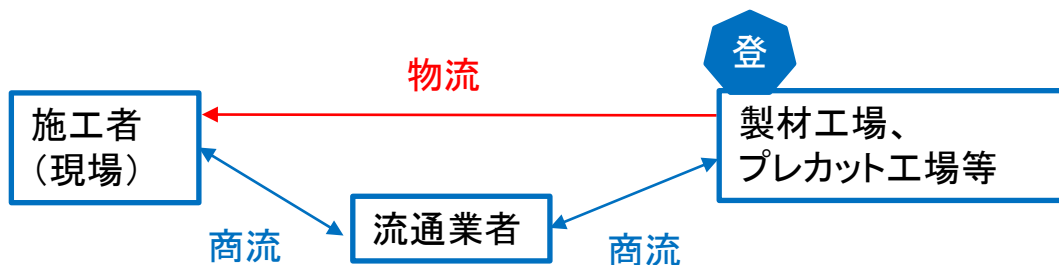 登
物流
施工者
（現場）
製材工場、
プレカット工場等
流通業者
商流
商流